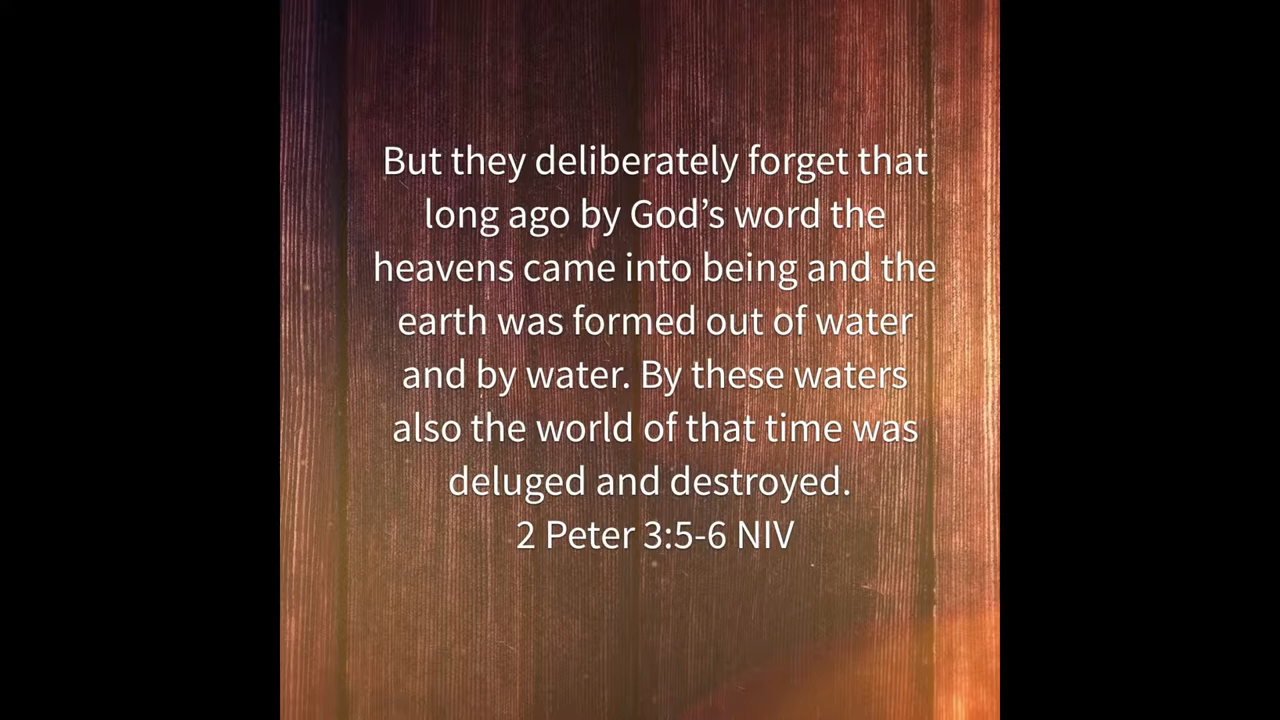 But they deliberately forget that
long ago by God’s word the
heavens came into being and the
earth was formed out of water
and by water. By these waters
also the world of that time was
deluged and destroyed.
2 Peter 3:5-6 NIV